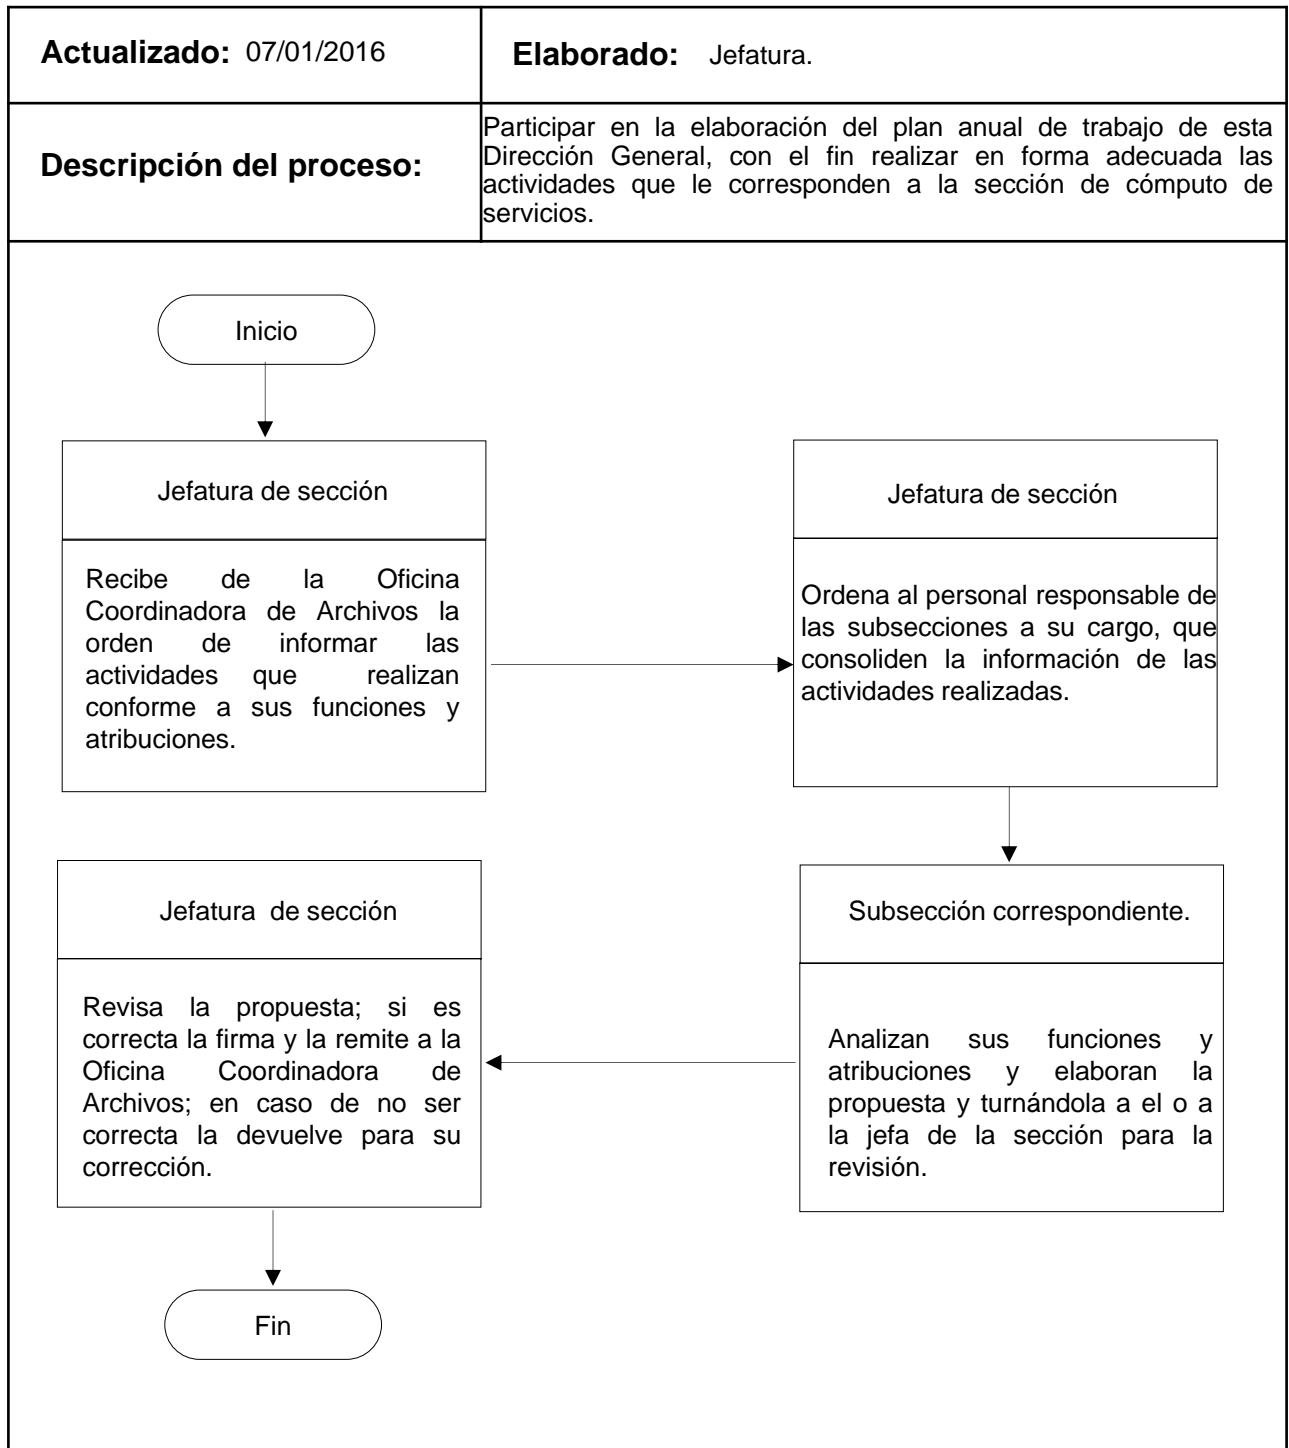 Actualizado: 07/01/2016
Elaborado: Jefatura.
Descripción del proceso:
Participar en la elaboración del plan anual de trabajo de esta
Dirección General, con el fin realizar en forma adecuada las
actividades que le corresponden a la sección de cómputo de
servicios.
Inicio
Jefatura de sección
Recibe de la Oficina
Coordinadora de Archivos la
orden de informar las
actividades que realizan
conforme a sus funciones y
atribuciones.
Jefatura de sección
Ordena al personal responsable de
las subsecciones a su cargo, que
consoliden la información de las
actividades realizadas.
Subsección correspondiente.
Analizan sus funciones y
atribuciones y elaboran la
propuesta y turnándola a el o a
la jefa de la sección para la
revisión.
Jefatura de sección
Revisa la propuesta; si es
correcta la firma y la remite a la
Oficina Coordinadora de
Archivos; en caso de no ser
correcta la devuelve para su
corrección.
Fin